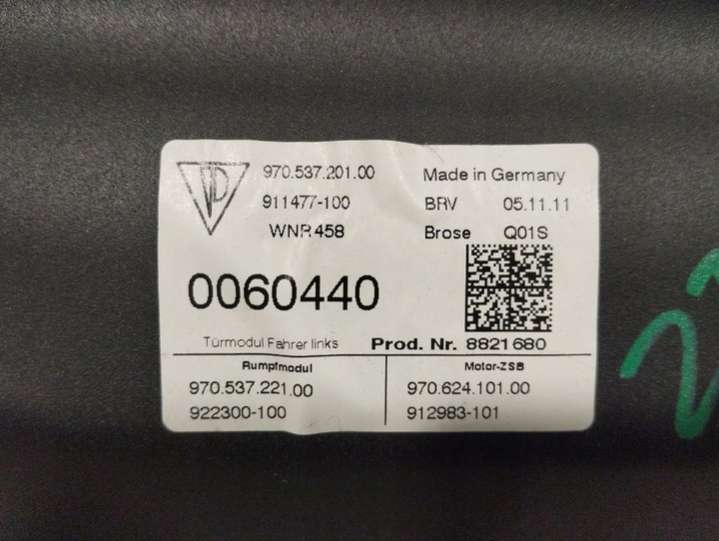 970.537.201.00 Made in Germany
911477-100 BRV 05.11.11
WNR 458 Brose Q01S
0060440
Türmodul Fahrer links Prod. Nr. 8821680
Rumpfmodul Motor-ZSB
970.537.221.00 970.624.101.00
922300-100 912983-101